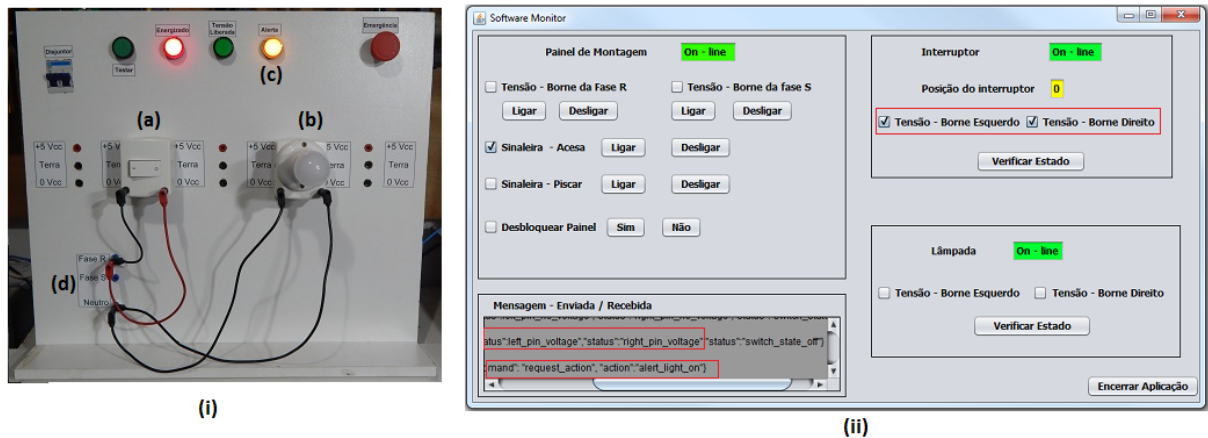 Disjuntor
Testar
Energizado
Tensão
Liberada
Alerta
Emergência
(c)
(a)
(b)
+5 Vcc
Terra
0 Vcc
+5 Vcc
Terra
0 Vcc
+5 Vcc
Terra
0 Vcc
+5 Vcc
Terra
0 Vcc
Fase R
Fase S
(d)
Neutro
(i)
Software Monitor
Painel de Montagem On - line
Tensão - Borne da Fase R Tensão - Borne da fase S
Ligar Desligar Ligar Desligar
Sinaleira - Acesa Ligar Desligar
Sinaleira - Piscar Ligar Desligar
Desbloquear Painel Sim Não
Mensagem - Enviada / Recebida
atus":left_pin_voltage","status":"right_pin_voltage","status":"switch_state_off"}
mand": "request_action", "action":"alert_light_on"}
Interruptor On - line
Posição do interruptor 0
Tensão - Borne Esquerdo Tensão - Borne Direito
Verificar Estado
Lâmpada On - line
Tensão - Borne Esquerdo Tensão - Borne Direito
Verificar Estado
Encerrar Aplicação
(ii)